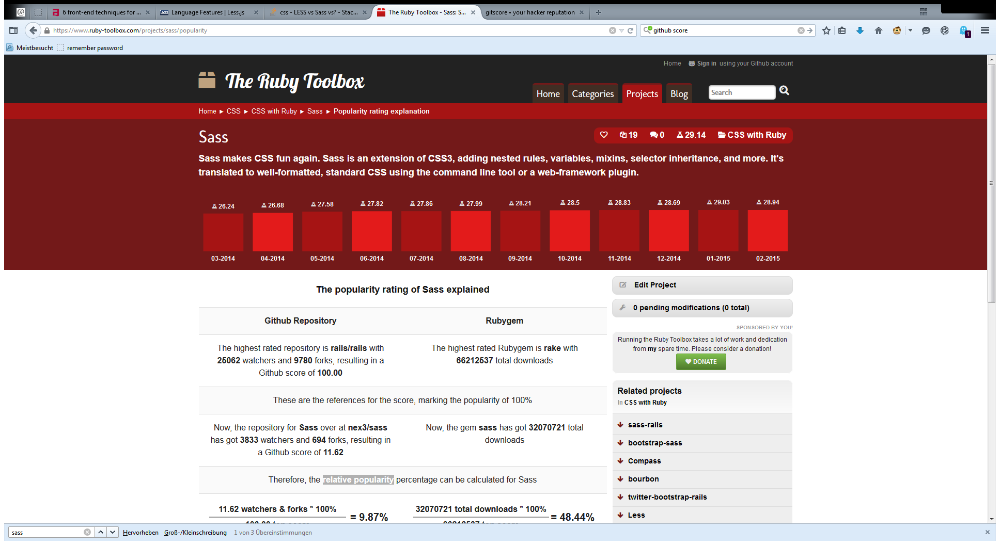 6 front-end techniques for ...
less Language Features | Less.js
css - LESS vs Sass vs? - Stac...
The Ruby Toolbox - Sass: S...
gitscore • your hacker reputation
https://www.ruby-toolbox.com/projects/sass/popularity
github score
1
Meistbesucht
remember password
Home Sign in using your Github account
The Ruby Toolbox
Home Categories Projects Blog
Search
Home ► CSS ► CSS with Ruby ► Sass ► Popularity rating explanation
Sass
19 0 29.14 CSS with Ruby
Sass makes CSS fun again. Sass is an extension of CSS3, adding nested rules, variables, mixins, selector inheritance, and more. It's
translated to well-formatted, standard CSS using the command line tool or a web-framework plugin.
26.24 26.68 27.58 27.82 27.86 27.99 28.21 28.5 28.83 28.69 29.03 28.94
03-2014 04-2014 05-2014 06-2014 07-2014 08-2014 09-2014 10-2014 11-2014 12-2014 01-2015 02-2015
The popularity rating of Sass explained
Github Repository
Rubygem
The highest rated repository is rails/rails with
25062 watchers and 9780 forks, resulting in a
Github score of 100.00
The highest rated Rubygem is rake with
66212537 total downloads
These are the references for the score, marking the popularity of 100%
Now, the repository for Sass over at nex3/sass
has got 3833 watchers and 694 forks, resulting in
a Github score of 11.62
Now, the gem sass has got 32070721 total
downloads
Therefore, the relative popularity percentage can be calculated for Sass
11.62 watchers & forks * 100%
= 9.87%
100.00 top score
32070721 total downloads * 100%
= 48.44%
66212537 top score
Edit Project
0 pending modifications (0 total)
SPONSORED BY YOU!
Running the Ruby Toolbox takes a lot of work and dedication
from my spare time. Please consider a donation!
DONATE
Related projects
In CSS with Ruby
sass-rails
bootstrap-sass
Compass
bourbon
twitter-bootstrap-rails
Less
sass
Hervorheben Groß-/Kleinschreibung 1 von 3 Übereinstimmungen